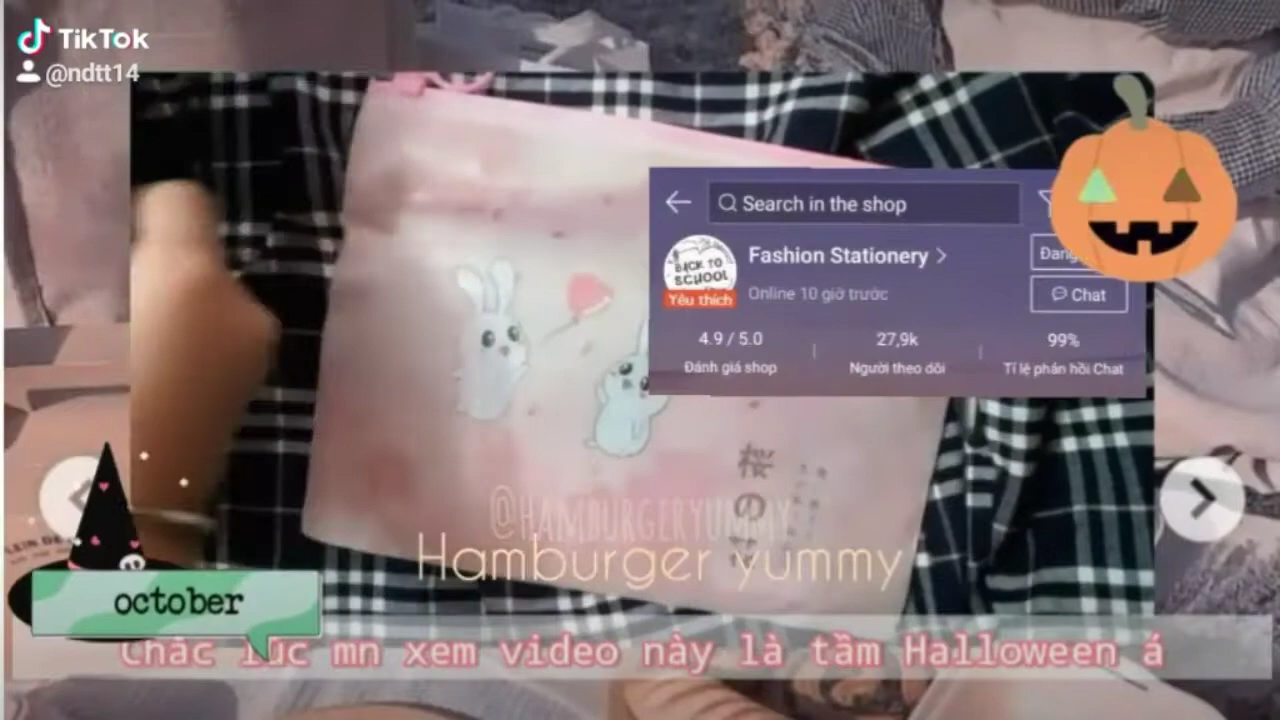 TikTok
@ndtt14
Search in the shop
Fashion Stationery >
BACK TO
SCHOOL
Yêu thích
Online 10 giờ trước
Đang
Chat
4.9 / 5.0
27,9k
99%
Đánh giá shop
Người theo dõi
Tỉ lệ phản hồi Chat
@HAMBURGERYUMMY
Hamburger yummy
october
Chắc lúc mn xem video này là tầm Halloween á